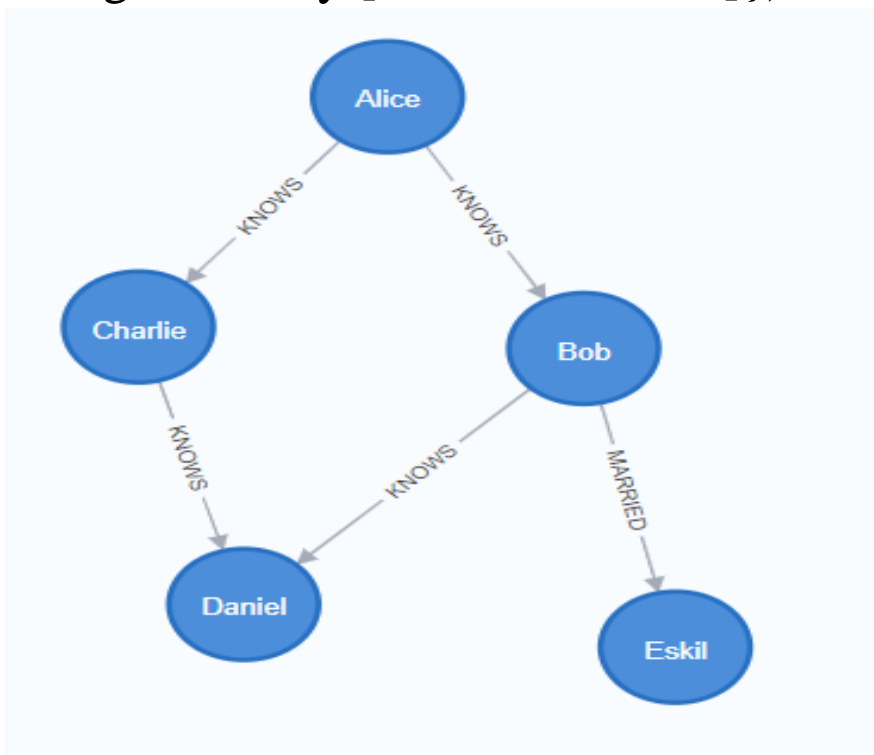 Alice
KNOWS
KNOWS
Charlie
Bob
KNOWS
KNOWS
MARRIED
Daniel
Eskil